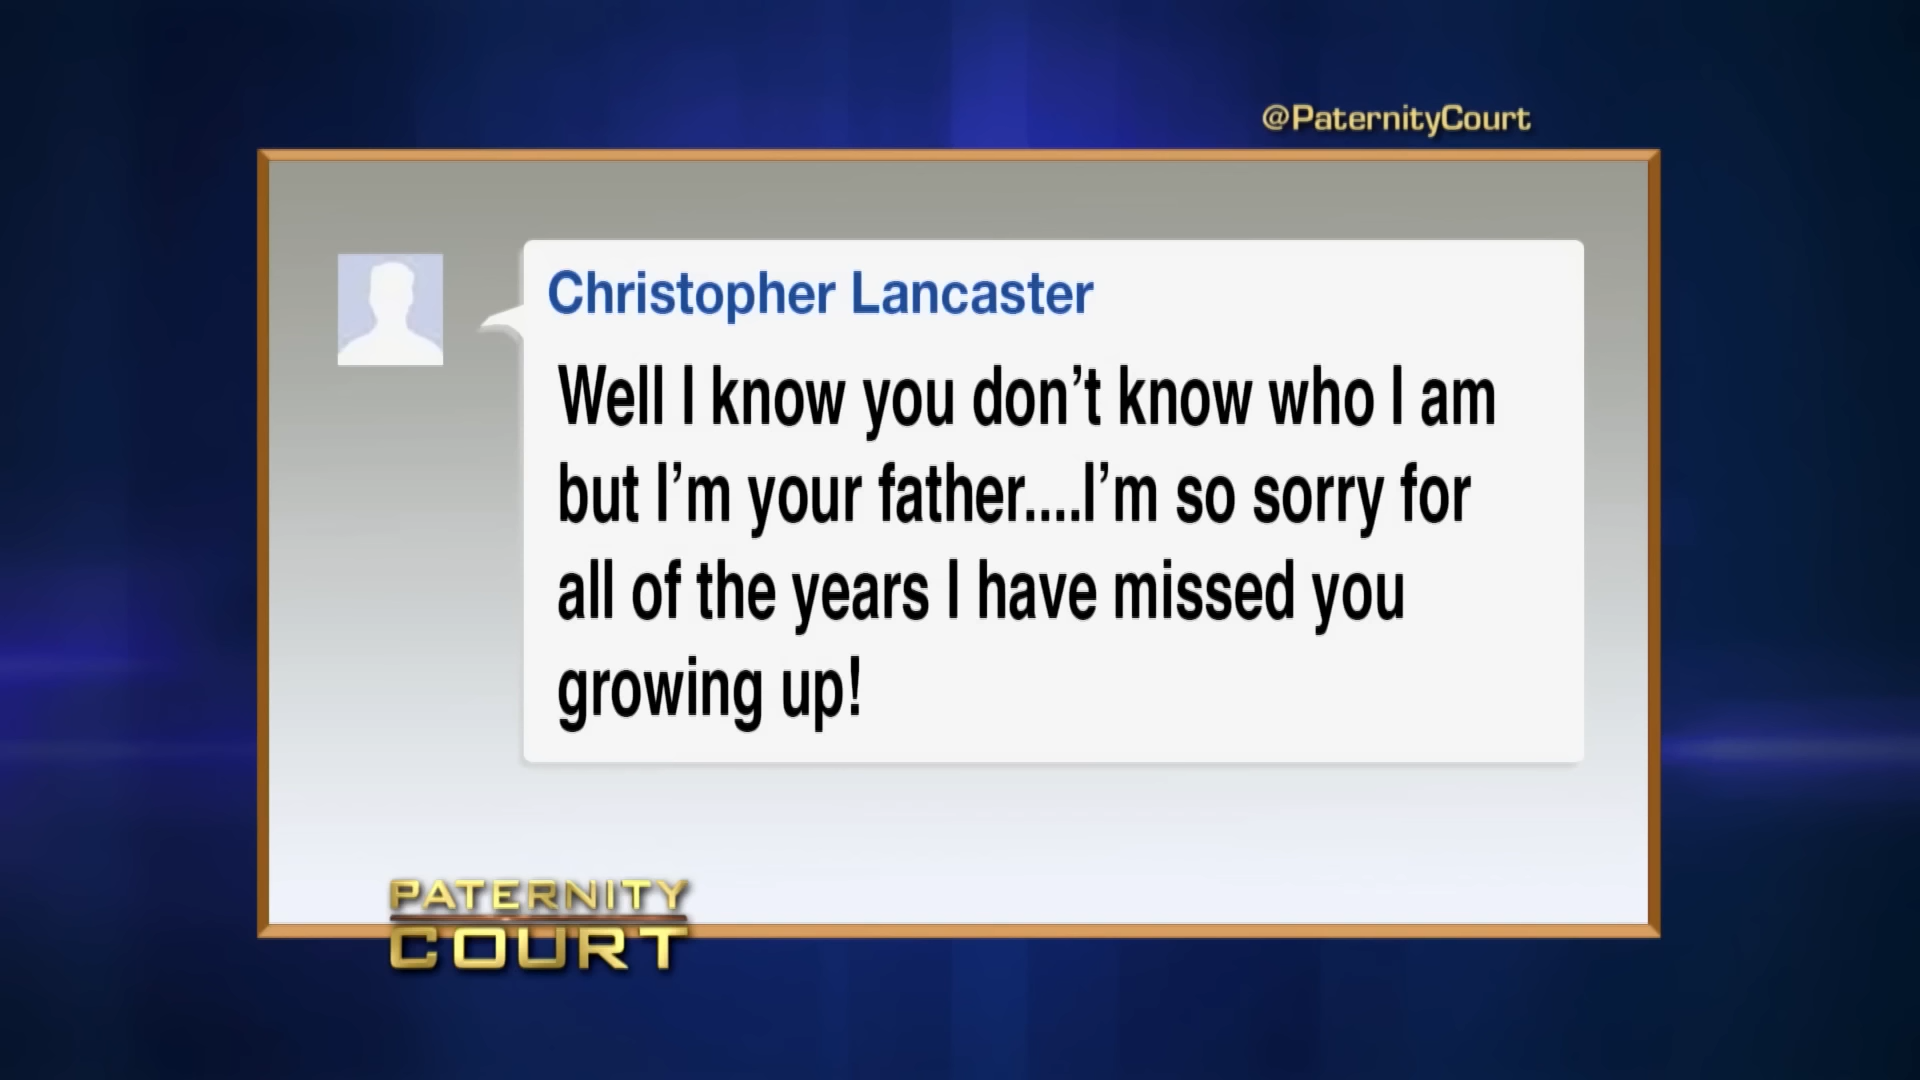 @PaternityCourt
Christopher Lancaster
Well I know you don’t know who I am
but I’m your father....I’m so sorry for
all of the years I have missed you
growing up!
PATERNITY
COURT